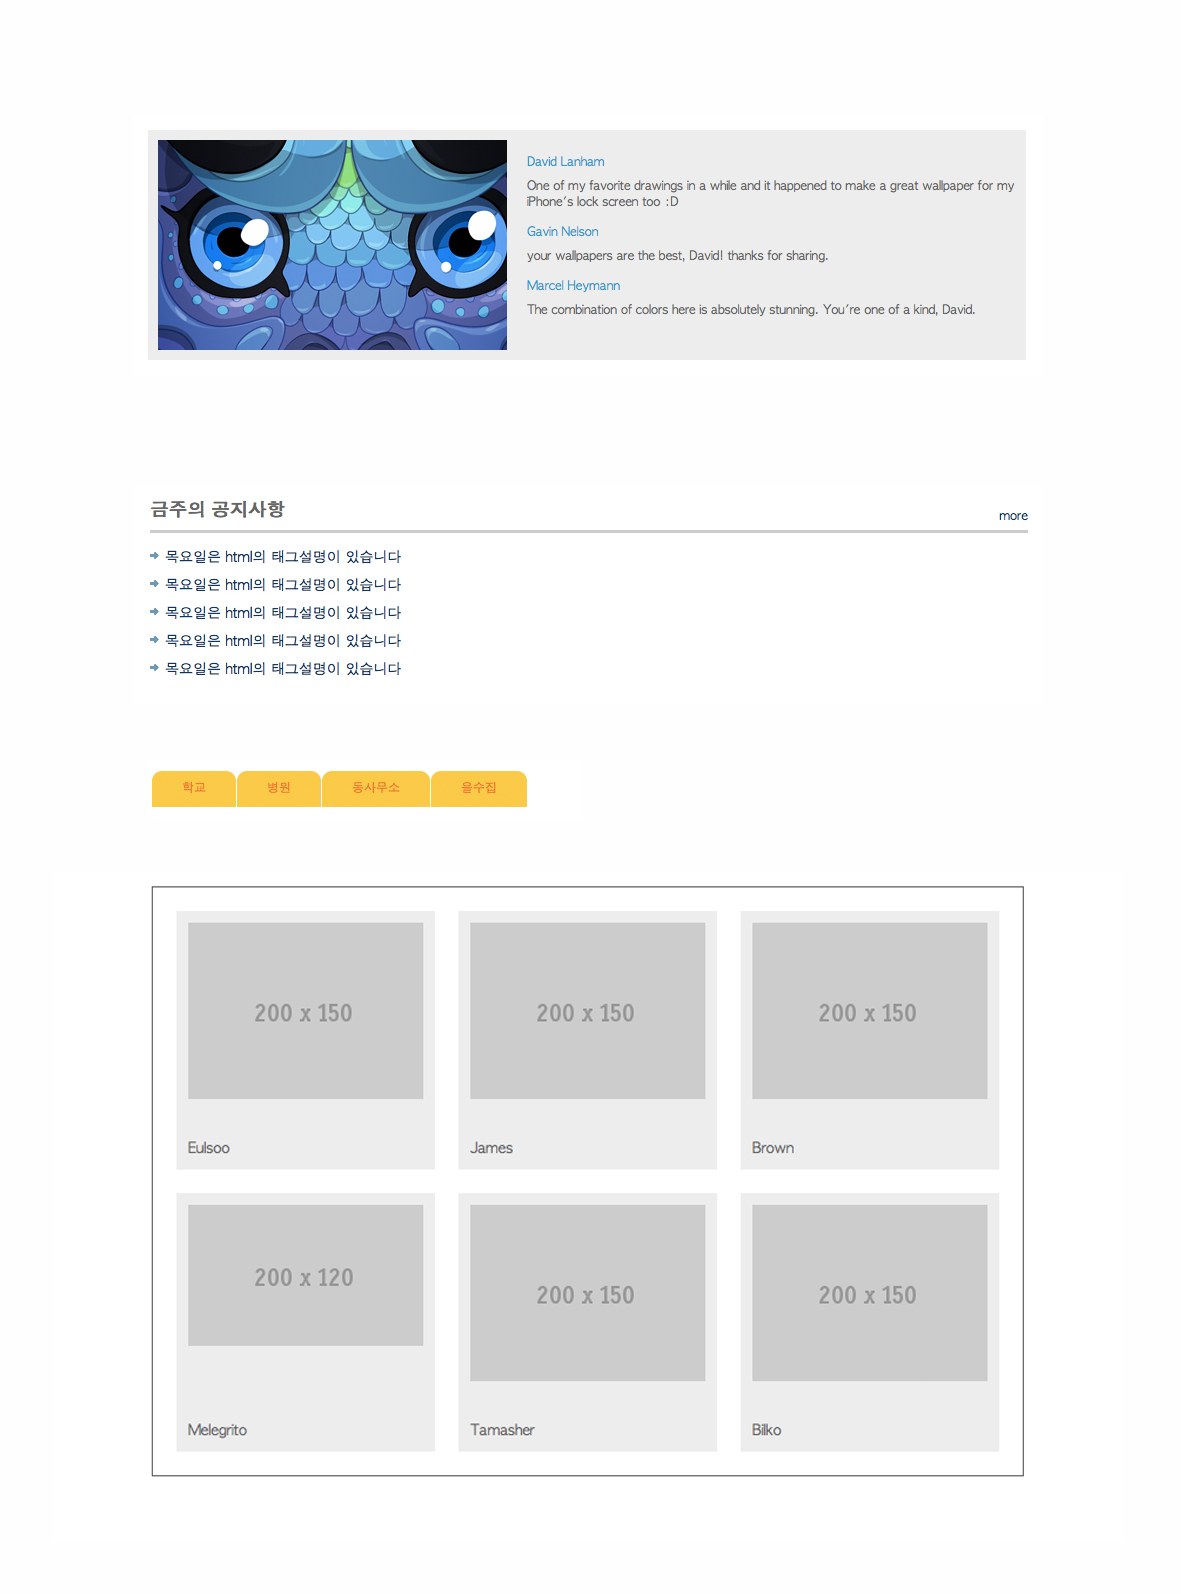 David Lanham
One of my favorite drawings in a while and it happened to make a great wallpaper for my
iPhone's lock screen too :D
Gavin Nelson
your wallpapers are the best, David! thanks for sharing.
Marcel Heymann
The combination of colors here is absolutely stunning. You're one of a kind, David.
금주의 공지사항
more
목요일은 html의 태그설명이 있습니다
목요일은 html의 태그설명이 있습니다
목요일은 html의 태그설명이 있습니다
목요일은 html의 태그설명이 있습니다
목요일은 html의 태그설명이 있습니다
학교 병원 동사무소 을수집
200 x 150 200 x 150 200 x 150
Eulsoo James Brown
200 x 120 200 x 150 200 x 150
Melegrito Tamasher Bilko